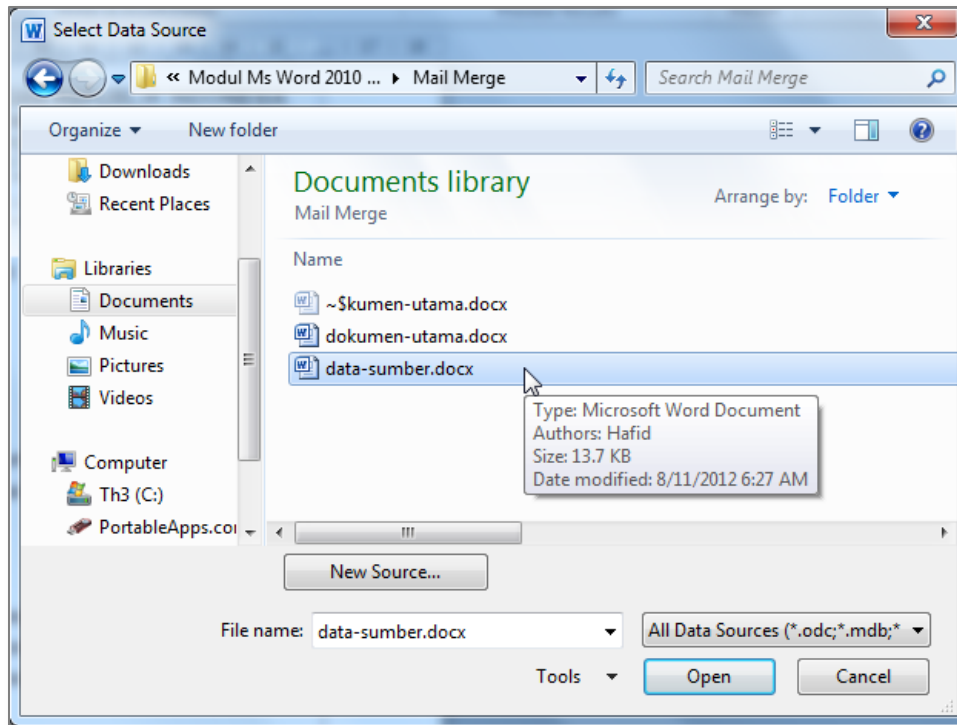 Select Data Source
« Modul Ms Word 2010 ... Mail Merge
Search Mail Merge
Organize New folder
Downloads
Recent Places
Libraries
Documents
Music
Pictures
Videos
Computer
Th3 (C:)
PortableApps.co
Documents library
Mail Merge
Arrange by: Folder
Name
~$kumen-utama.docx
dokumen-utama.docx
data-sumber.docx
Type: Microsoft Word Document
Authors: Hafid
Size: 13.7 KB
Date modified: 8/11/2012 6:27 AM
New Source...
File name: data-sumber.docx All Data Sources (*.odc;*.mdb;*
Tools Open Cancel